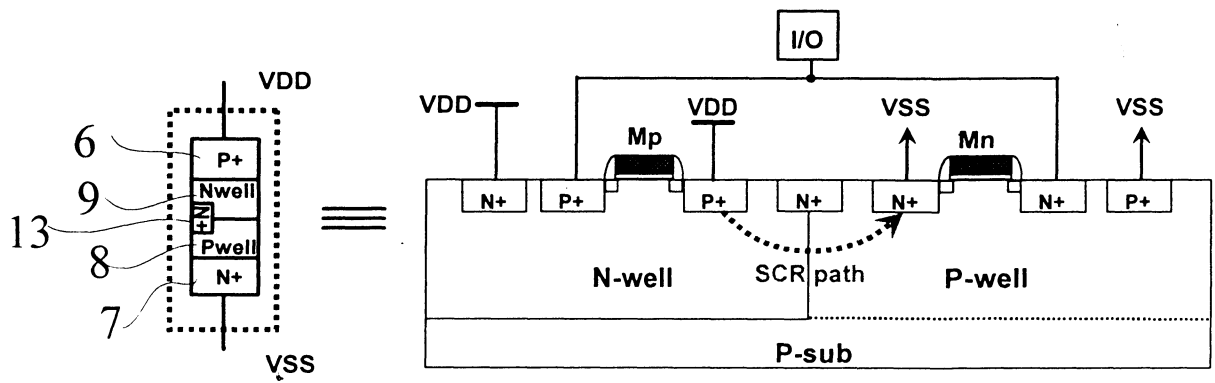 VDD
6
P+
9
Nwell
N+
13
8
Pwell
7
N+
VSS
I/O
VDD
VDD
VSS
VSS
Mp
Mn
N+
P+
P+
N+
N+
N+
P+
SCR path
N-well
P-well
P-sub